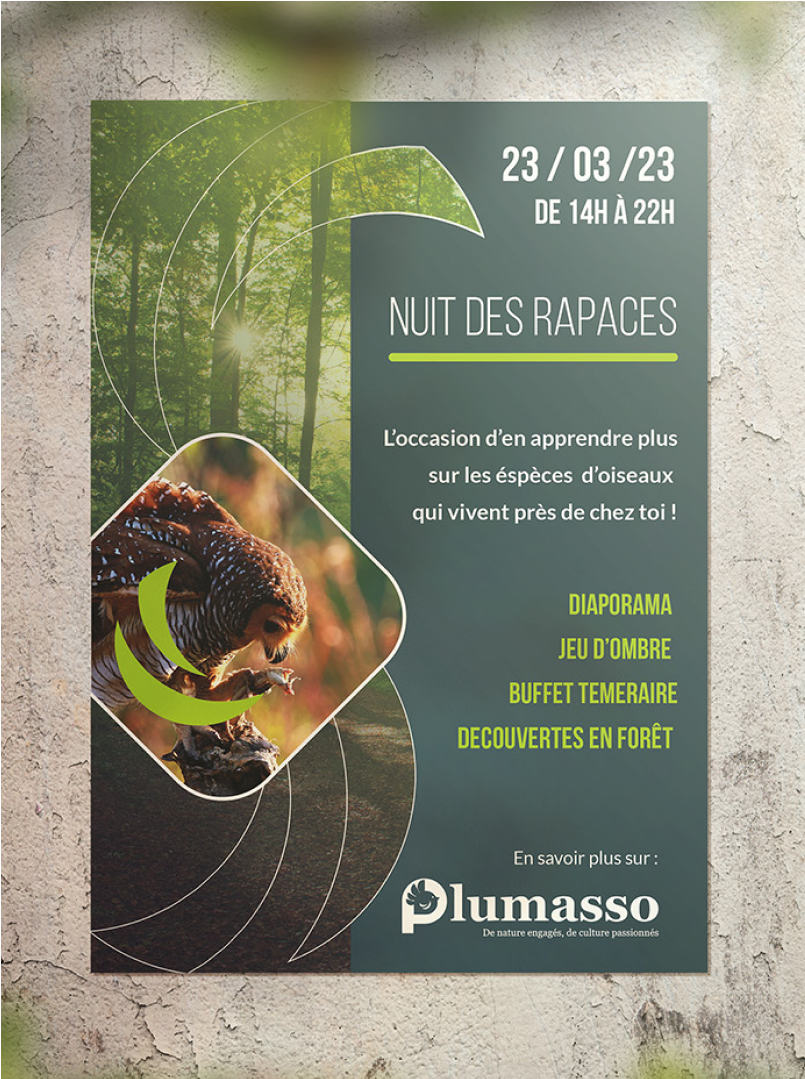 23 / 03 /23
DE 14H À 22H
NUIT DES RAPACES
L'occasion d'en apprendre plus
sur les éspèces d'oiseaux
qui vivent près de chez toi !
DIAPORAMA
JEU D'OMBRE
BUFFET TEMERAIRE
DECOUVERTES EN FORÊT
En savoir plus sur :
Plumasso
De nature engagés, de culture passionnés